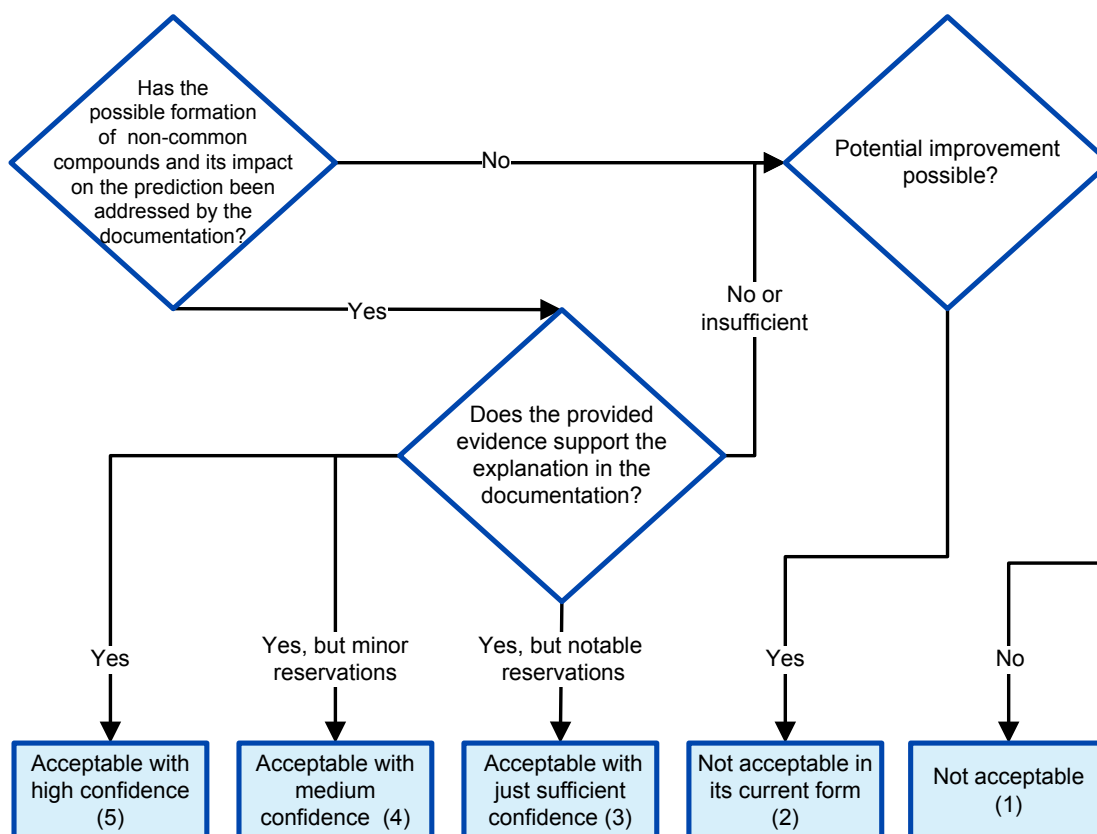 Has the
possible formation
of non-common
compounds and its impact
on the prediction been
addressed by the
documentation?
No
Potential improvement
possible?
Yes
No or
insufficient
Does the provided
evidence support the
explanation in the
documentation?
Yes
Yes, but minor
reservations
Yes, but notable
reservations
Yes
No
Acceptable with
high confidence
(5)
Acceptable with
medium
confidence (4)
Acceptable with
just sufficient
confidence (3)
Not acceptable in
its current form
(2)
Not acceptable
(1)